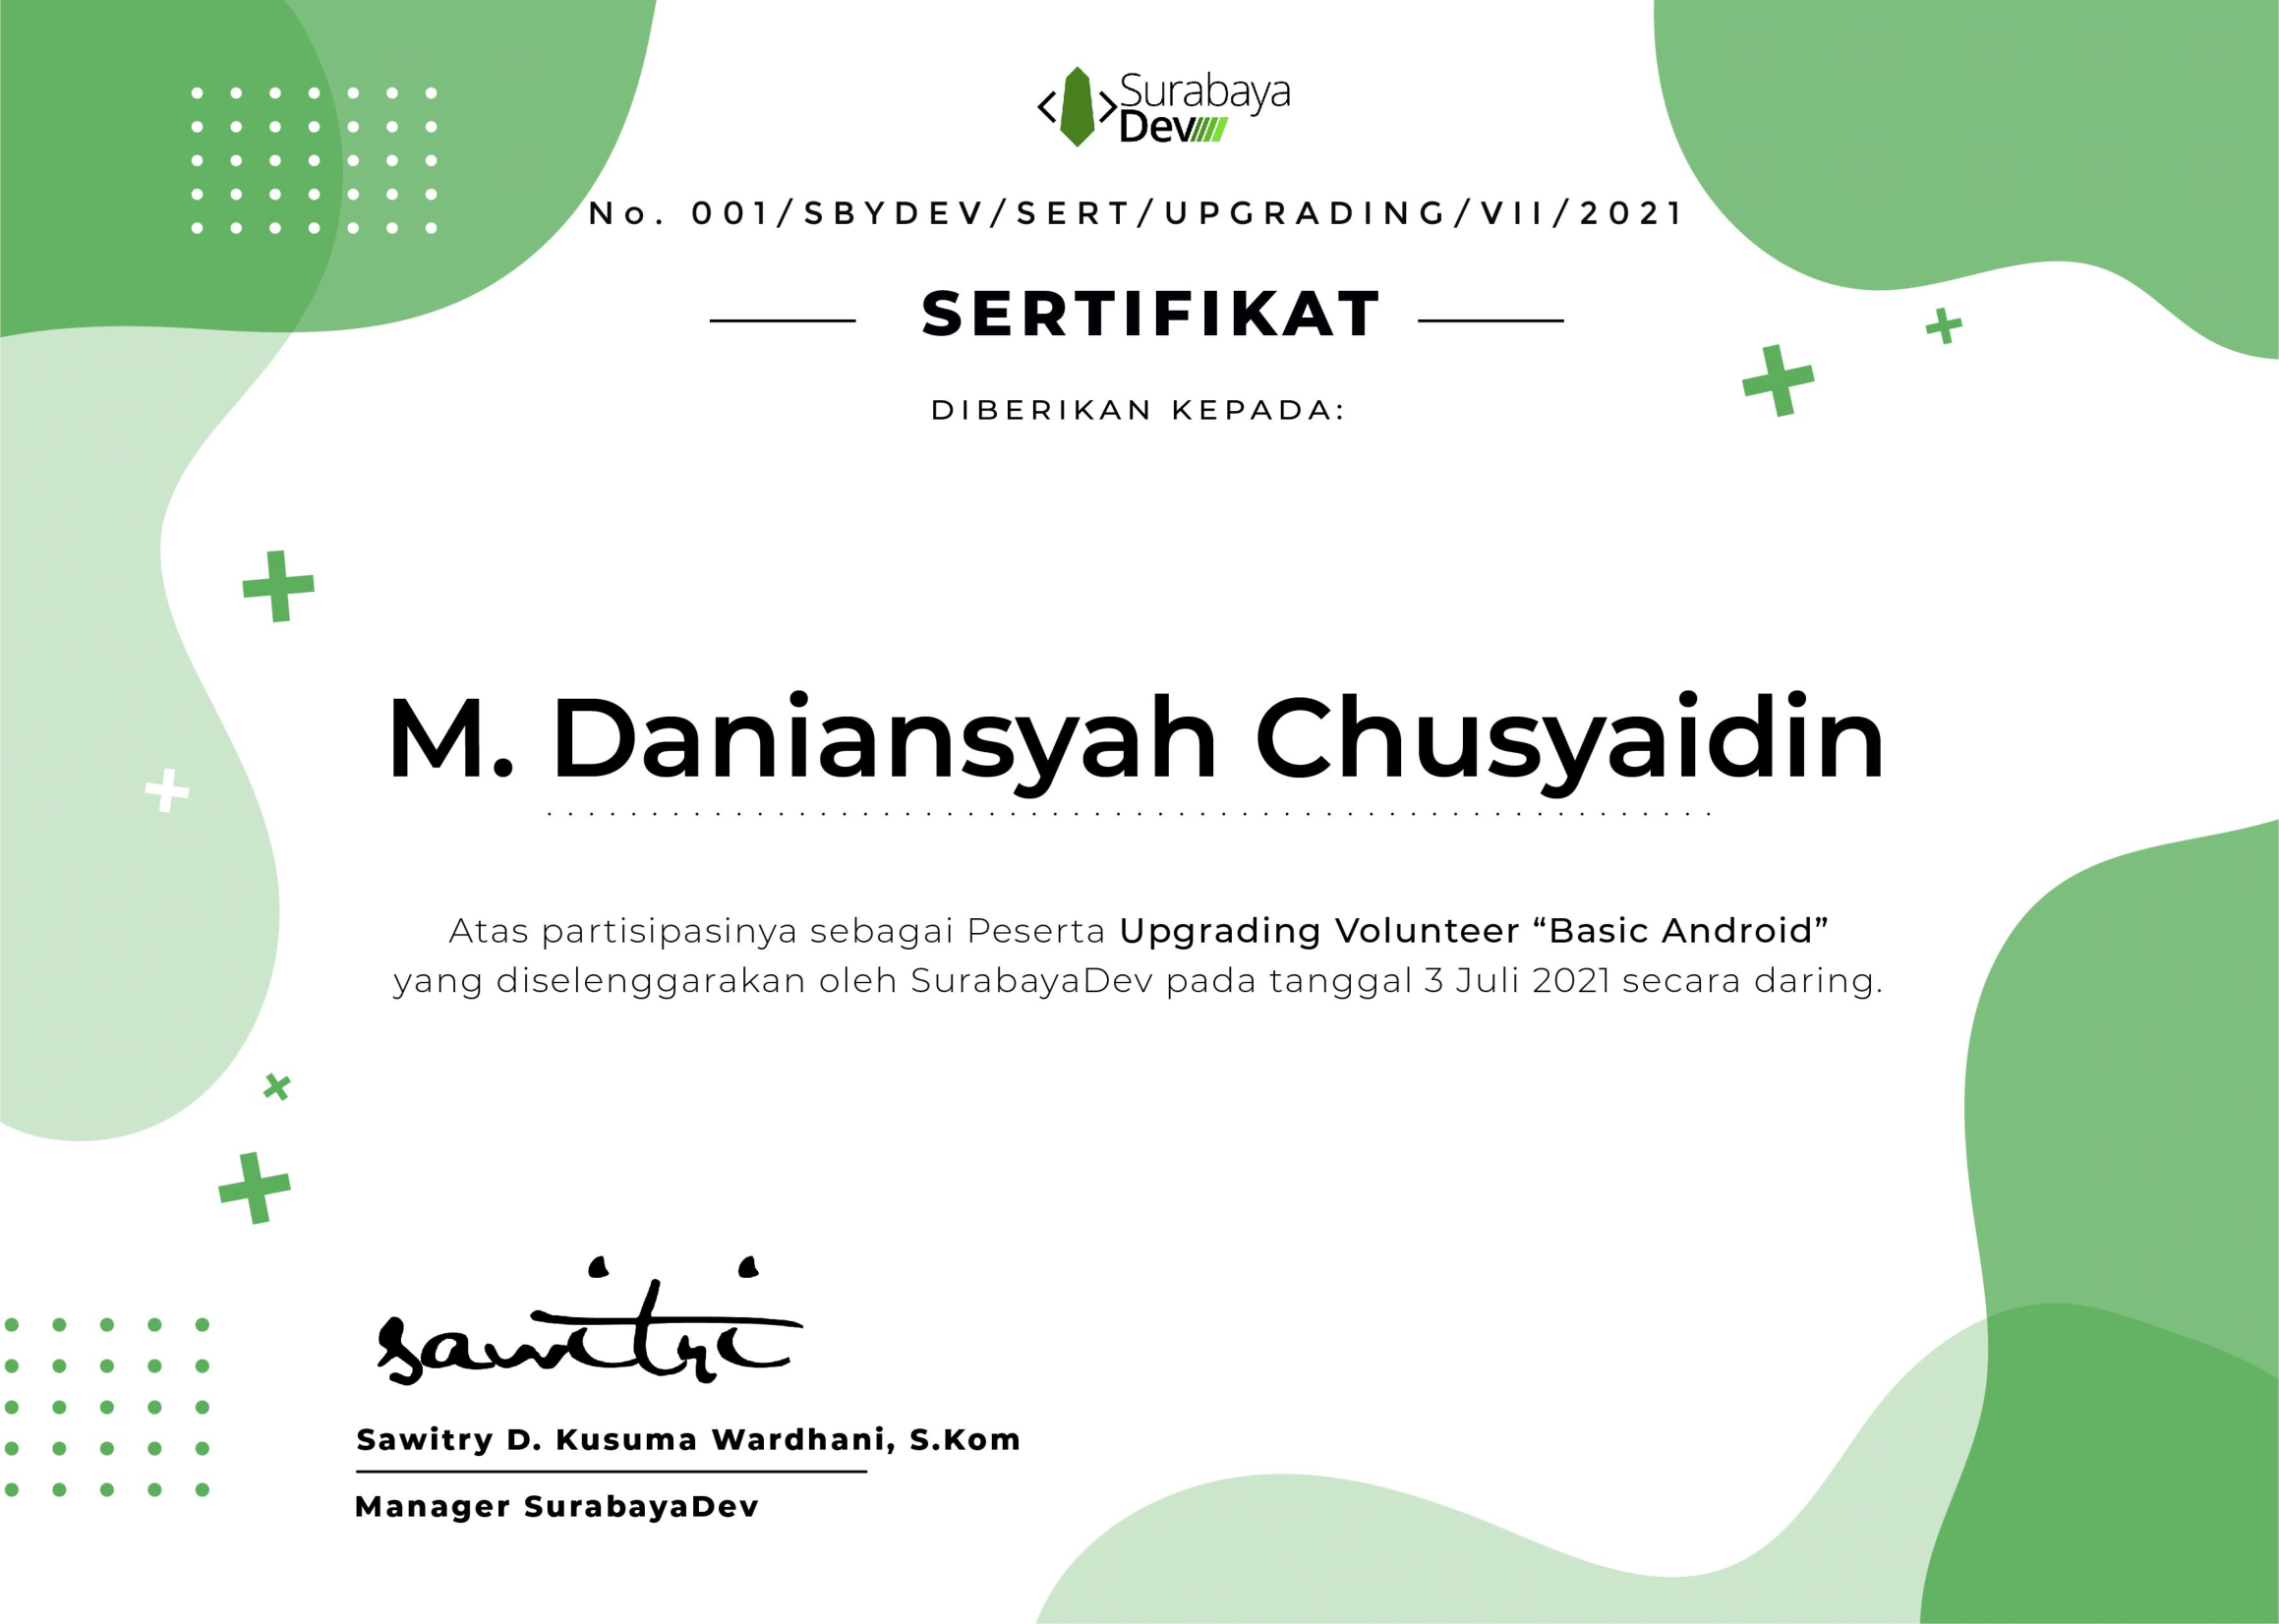 Surabaya
Dev
No. 001/SBYDEV/SERT/UPGRADING/VII/2021
SERTIFIKAT
DIBERIKAN KEPADA:
M. Daniansyah Chusyaidin
Atas partisipasinya sebagai Peserta Upgrading Volunteer “Basic Android”
yang diselenggarakan oleh SurabayaDev pada tanggal 3 Juli 2021 secara daring.
sawitri
Sawitry D. Kusuma Wardhani, S.Kom
Manager SurabayaDev